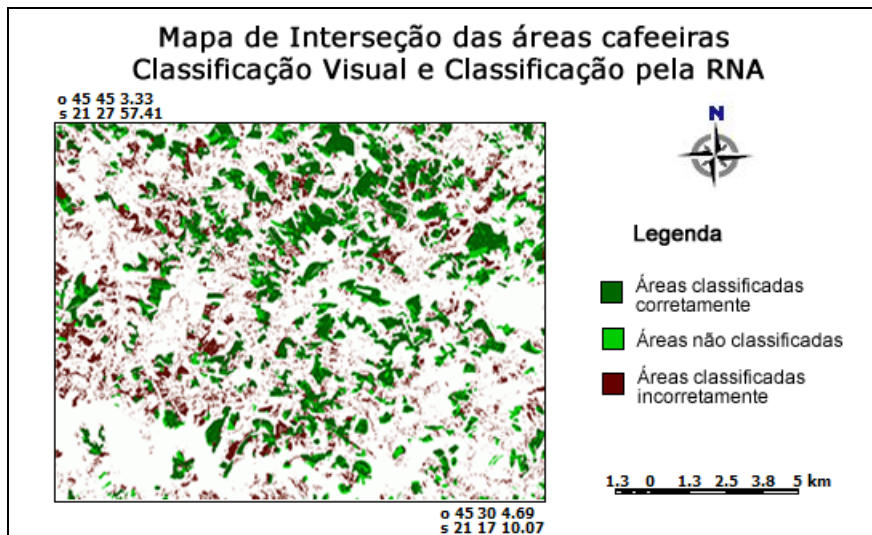 Mapa de Interseção das áreas cafeeiras
Classificação Visual e Classificação pela RNA
o 45 45 3.33
s 21 27 57.41
N
Legenda
Áreas classificadas
corretamente
Áreas não classificadas
Áreas classificadas
incorretamente
1.3 0 1.3 2.5 3.8 5 km
o 45 30 4.69
s 21 17 10.07